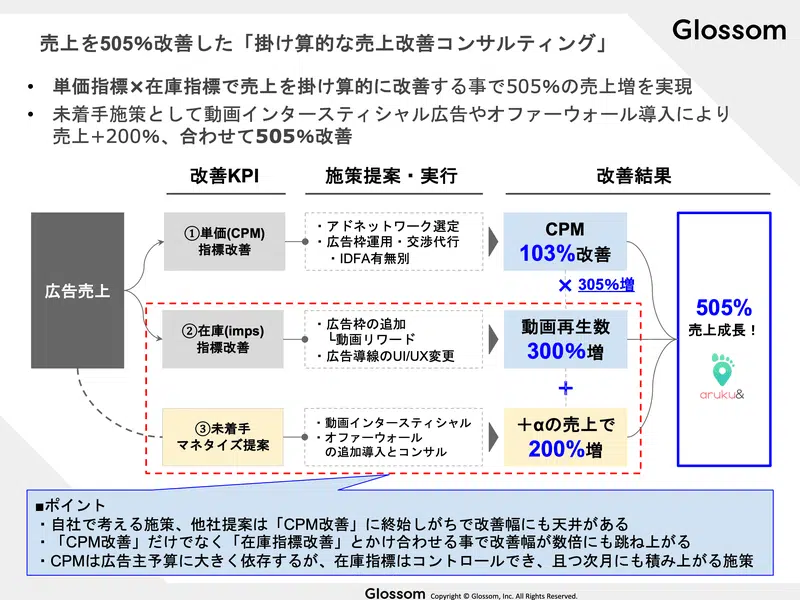 Glossom
売上を505%改善した「掛け算的な売上改善コンサルティング」
• 単価指標×在庫指標で売上を掛け算的に改善する事で505%の売上増を実現
• 未着手施策として動画インタースティシャル広告やオファーウォール導入により
売上+200%、合わせて505%改善
改善KPI
施策提案・実行
改善結果
広告売上
①単価(CPM)
指標改善
・アドネットワーク選定
・広告枠運用・交渉代行
・IDFA有無別
CPM
103%改善
× 305%増
②在庫(imps)
指標改善
・広告枠の追加
└動画リワード
・広告導線のUI/UX変更
動画再生数
300%増
+
③未着手
マネタイズ提案
・動画インタースティシャル
・オファーウォール
の追加導入とコンサル
+αの売上で
200%増
505%
売上成長！
aruku&
■ポイント
・自社で考える施策、他社提案は「CPM改善」に終始しがちで改善幅にも天井がある
・「CPM改善」だけでなく「在庫指標改善」とかけ合わせる事で改善幅が数倍にも跳ね上がる
・CPMは広告主予算に大きく依存するが、在庫指標はコントロールでき、且つ次月にも積み上がる施策
Glossom Copyright © Glossom, Inc. All Rights Reserved.